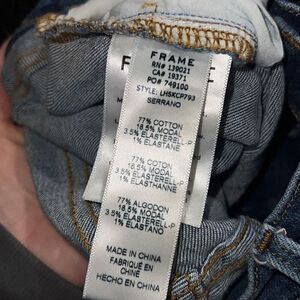 FRAME
RN# 139021
CA# 19371
PO# 749100
STYLE: LHSKCP793
SERRANO
77% COTTON
18.5% MODAL
3.5% ELASTERELL-P
1% ELASTANE
77% COTON
18.5% MODAL
3.5% ELASTERELL-P
1% ELASTHANNE
77% ALGODON
18.5% MODAL
3.5% ELASTERELL-P
1% ELASTANO
MADE IN CHINA
FABRIQUÉ EN
CHINE
HECHO EN CHINA